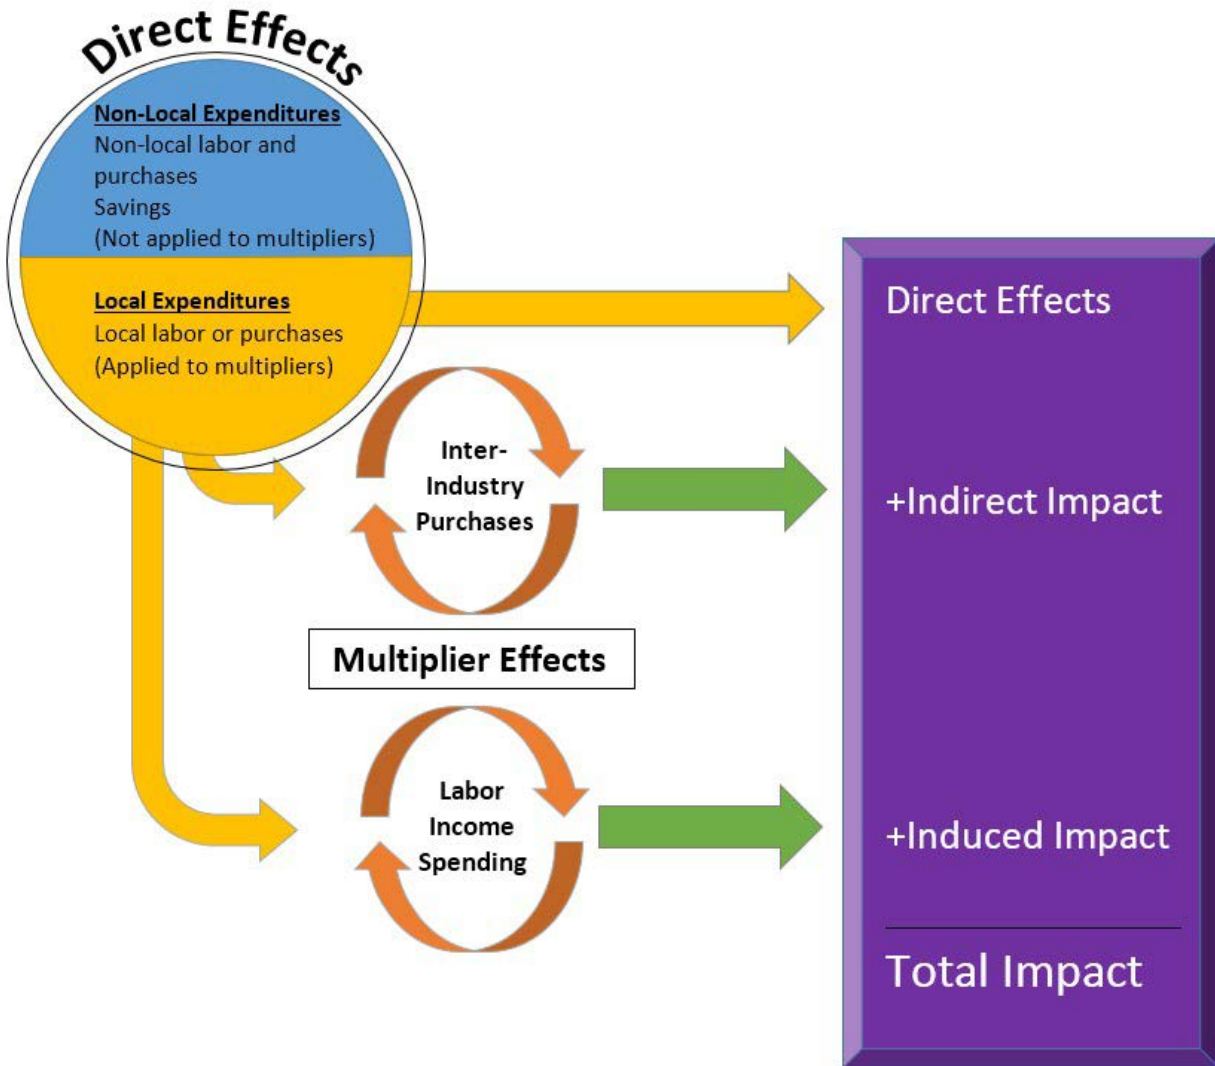 Direct Effects
Non-Local Expenditures
Non-local labor and
purchases
Savings
(Not applied to multipliers)
Local Expenditures
Local labor or purchases
(Applied to multipliers)
Direct Effects
Inter-
Industry
Purchases
+Indirect Impact
Multiplier Effects
Labor
Income
Spending
+Induced Impact
Total Impact